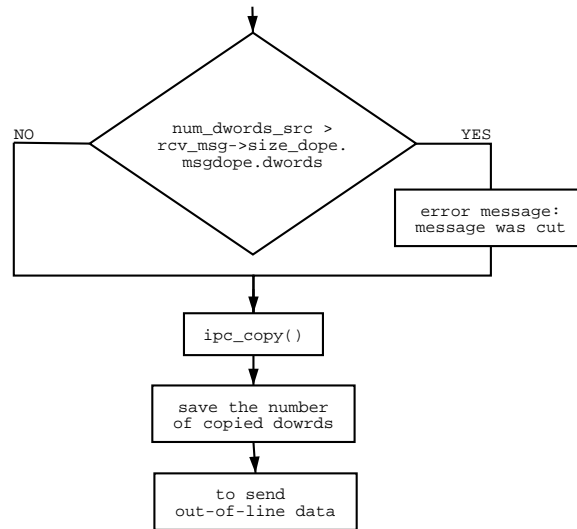 num_dwords_src >
rcv_msg->size_dope.
msgdope.dwords
NO
YES
error message:
message was cut
ipc_copy()
save the number
of copied dowrds
to send
out-of-line data